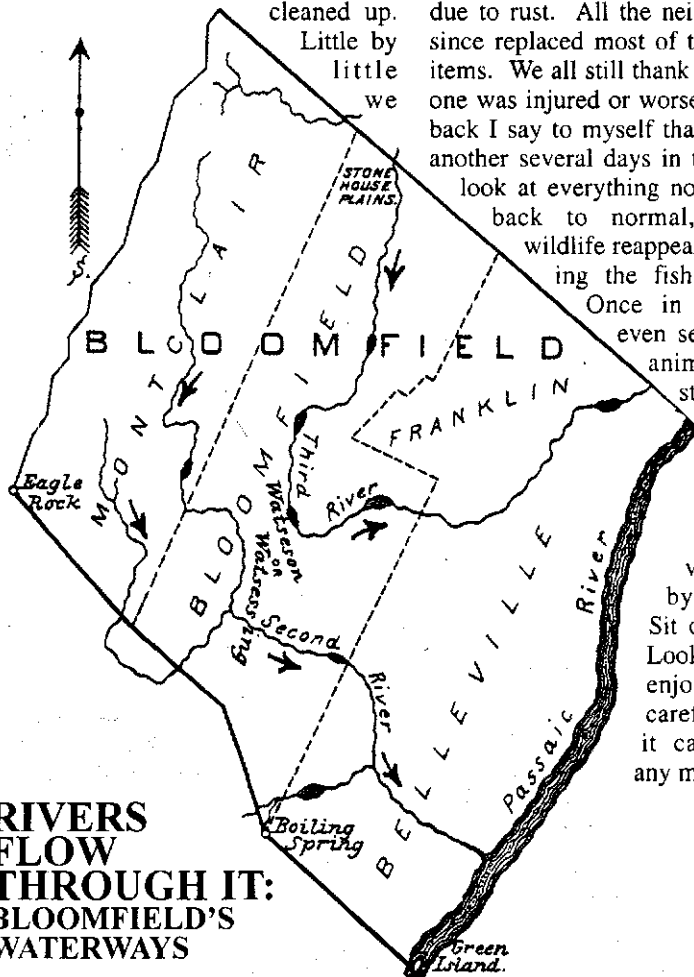 cleaned up.
Little by
little
we
due to rust. All the nei
since replaced most of t
items. We all still thank
one was injured or worse
back I say to myself tha
another several days in t
look at everything no
back to normal,
wildlife reappea
ing the fish
Once in
even se
anim
st
v
by
Sit c
Look
enjo
caref
it ca
any m
S.
STONE
HOUSE
PLAINS.
BLOOMFIELD
MONTCLAIR
BLOOMFIELD
FRANKLIN
BELLEVILLE
Eagle
Rock
Third
River
Watseson
OR
Watsessing
Second
River
Passaic
River
Boiling
Spring
Green
Island.
RIVERS
FLOW
THROUGH IT:
BLOOMFIELD'S
WATERWAYS